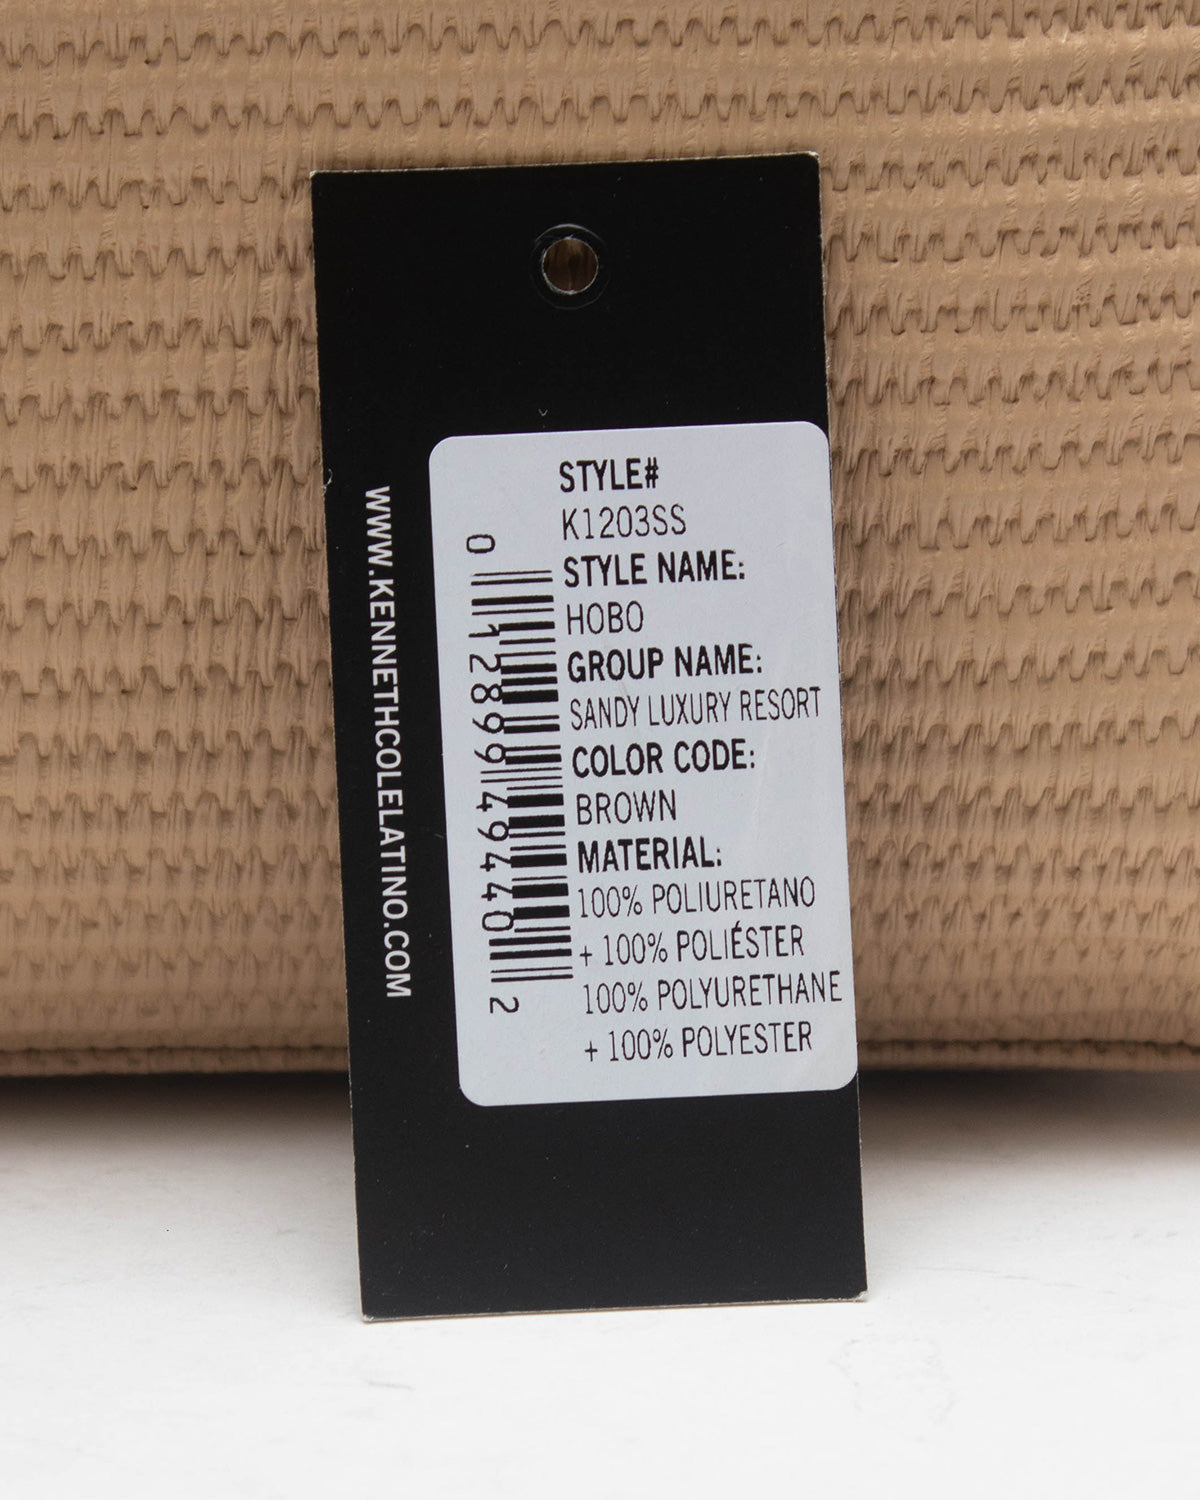 STYLE#
K1203SS
STYLE NAME:
HOBO
GROUP NAME:
SANDY LUXURY RESORT
COLOR CODE:
BROWN
MATERIAL:
100% POLIURETANO
+ 100% POLIÉSTER
100% POLYURETHANE
+ 100% POLYESTER
0 12899 49440 2
WWW.KENNETHCOLELATINO.COM